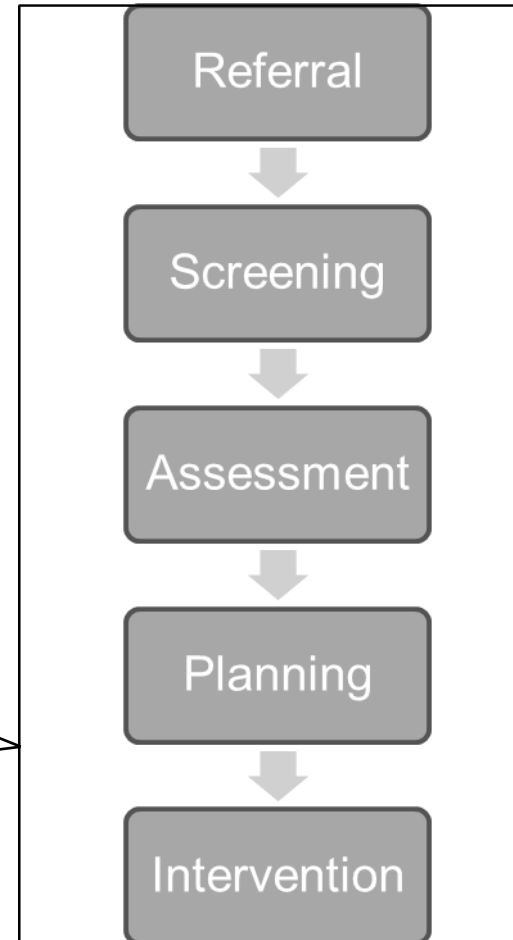 Referral
Screening
Assessment
Planning
Intervention